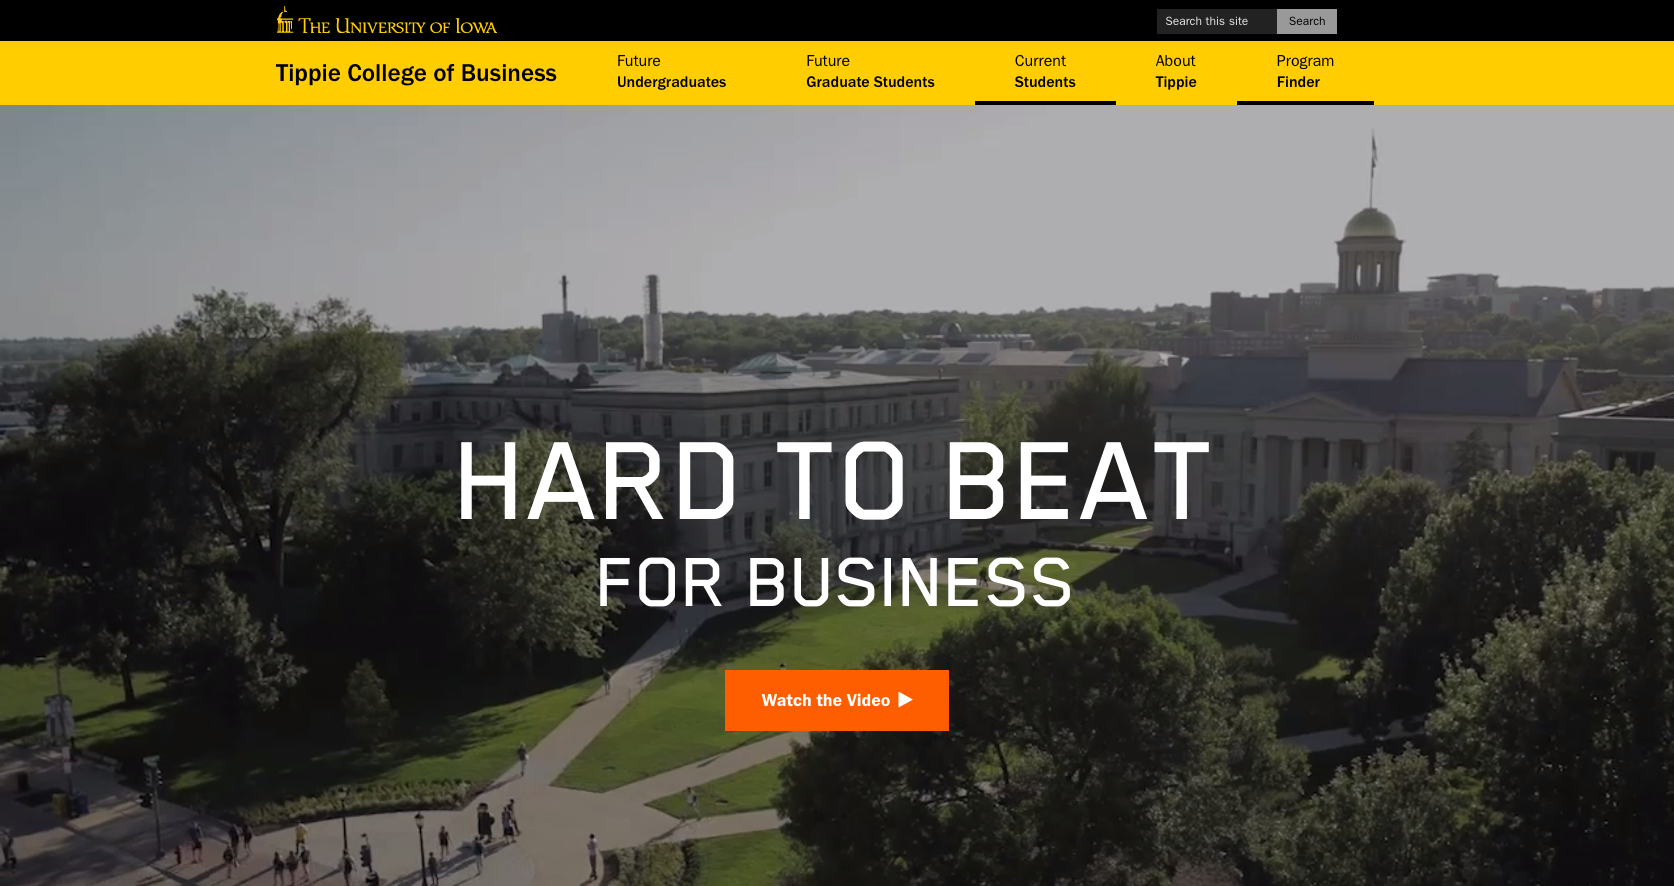 THE UNIVERSITY OF IOWA
Search this site
Search
Tippie College of Business
Future
Undergraduates
Future
Graduate Students
Current
Students
About
Tippie
Program
Finder
HARD TO BEAT
FOR BUSINESS
Watch the Video